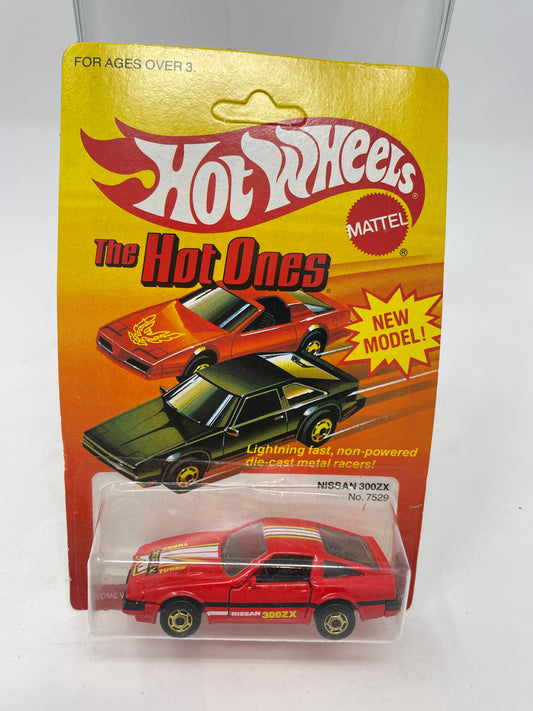 FOR AGES OVER 3.
Hot Wheels
®
MATTEL
®
The Hot Ones
NEW
MODEL!
Lightning fast, non-powered
die-cast metal racers!
NISSAN 300ZX
No. 7529
TURBO
NISSAN 300ZX